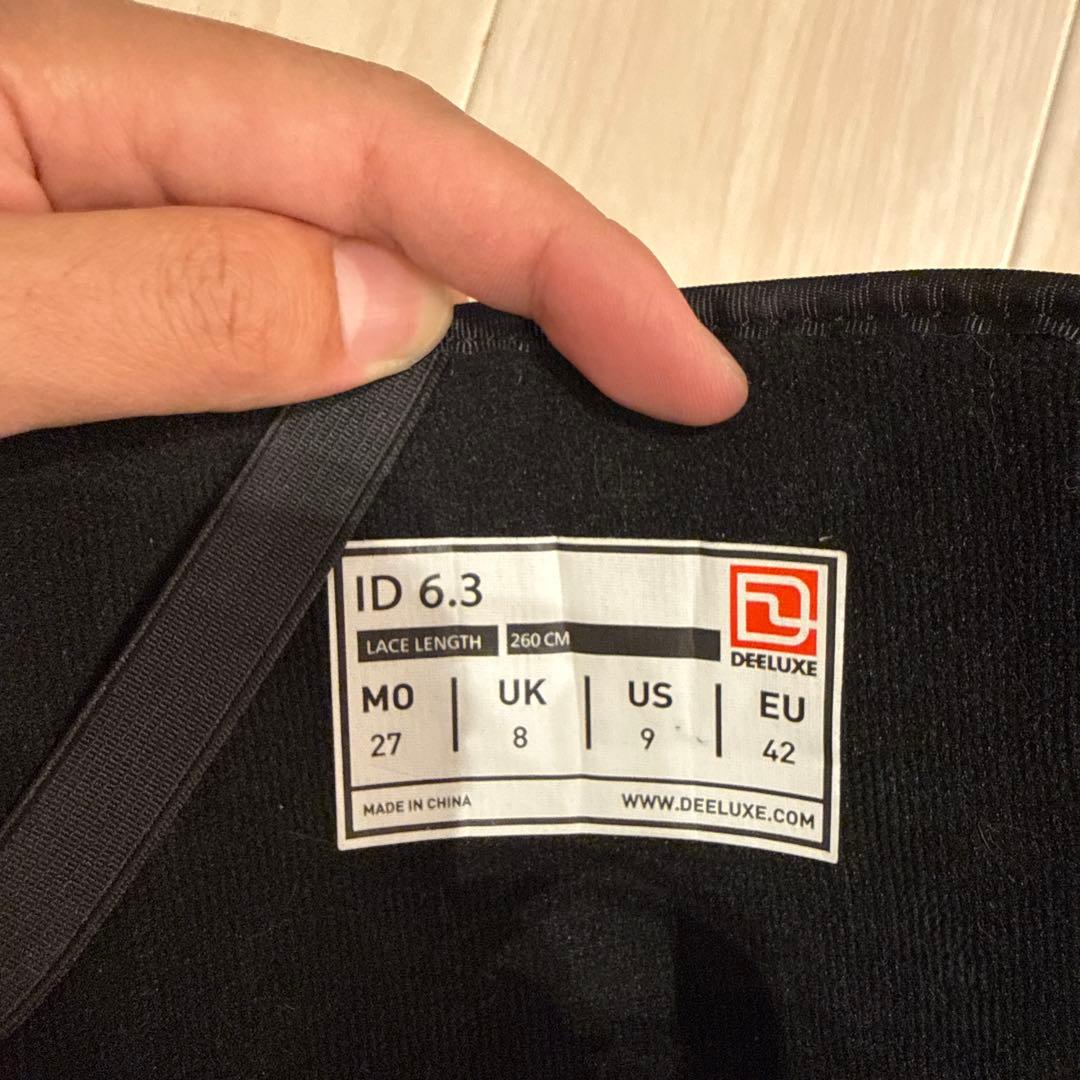 ID 6.3
LACE LENGTH 260 CM
DEELUXE
MO UK US EU
27 8 9 42
MADE IN CHINA WWW.DEELUXE.COM